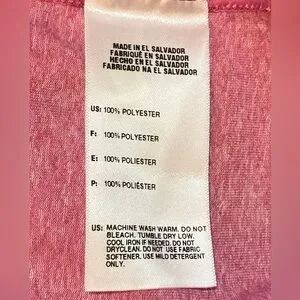 MADE IN EL SALVADOR
FABRIQUÉ EN SALVADOR
HECHO EN EL SALVADOR
FABRICADO NA EL SALVADOR
US: 100% POLYESTER
F: 100% POLYESTER
E: 100% POLIESTER
P: 100% POLIÉSTER
US: MACHINE WASH WARM. DO NOT
BLEACH. TUMBLE DRY LOW.
COOL IRON IF NEEDED. DO NOT
DRYCLEAN. DO NOT USE FABRIC
SOFTENER. USE MILD DETERGENT
ONLY.